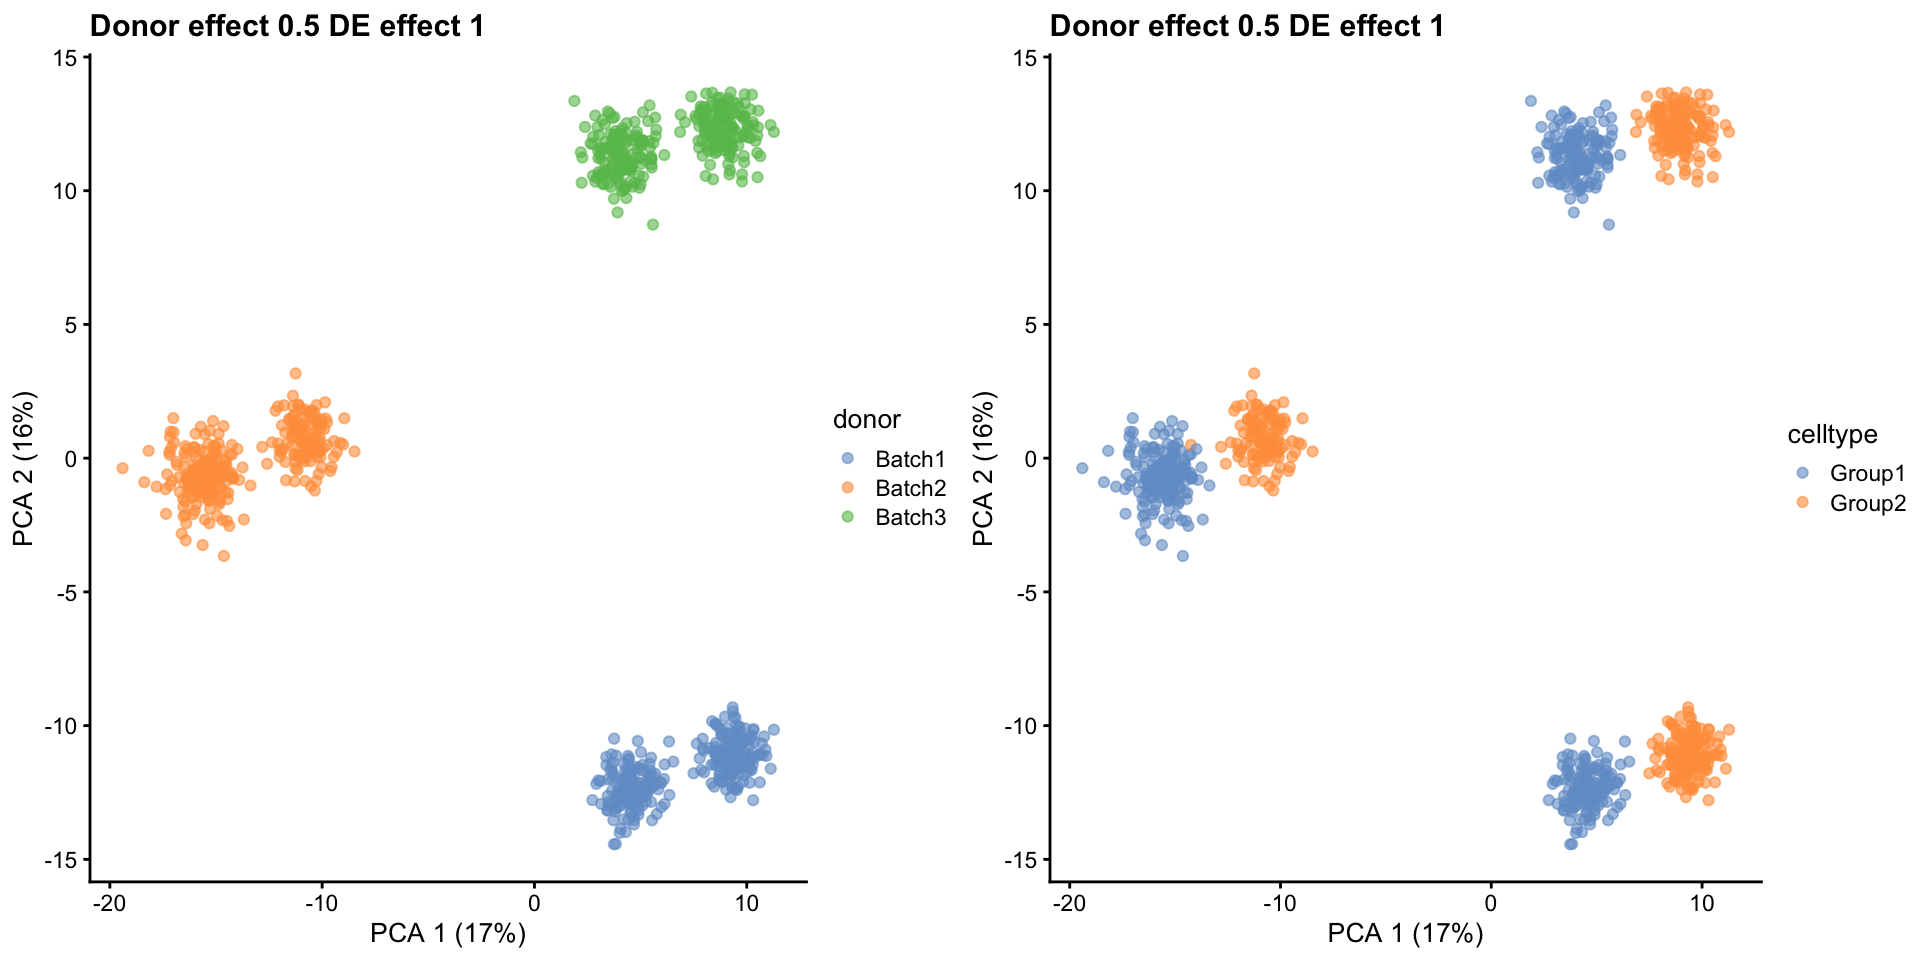 Donor effect 0.5 DE effect 1
15
10
5
0
-5
-10
-15
PCA 2 (16%)
-20
-10
0
10
PCA 1 (17%)
donor
Batch1
Batch2
Batch3
Donor effect 0.5 DE effect 1
15
10
5
0
-5
-10
-15
PCA 2 (16%)
-20
-10
0
10
PCA 1 (17%)
celltype
Group1
Group2